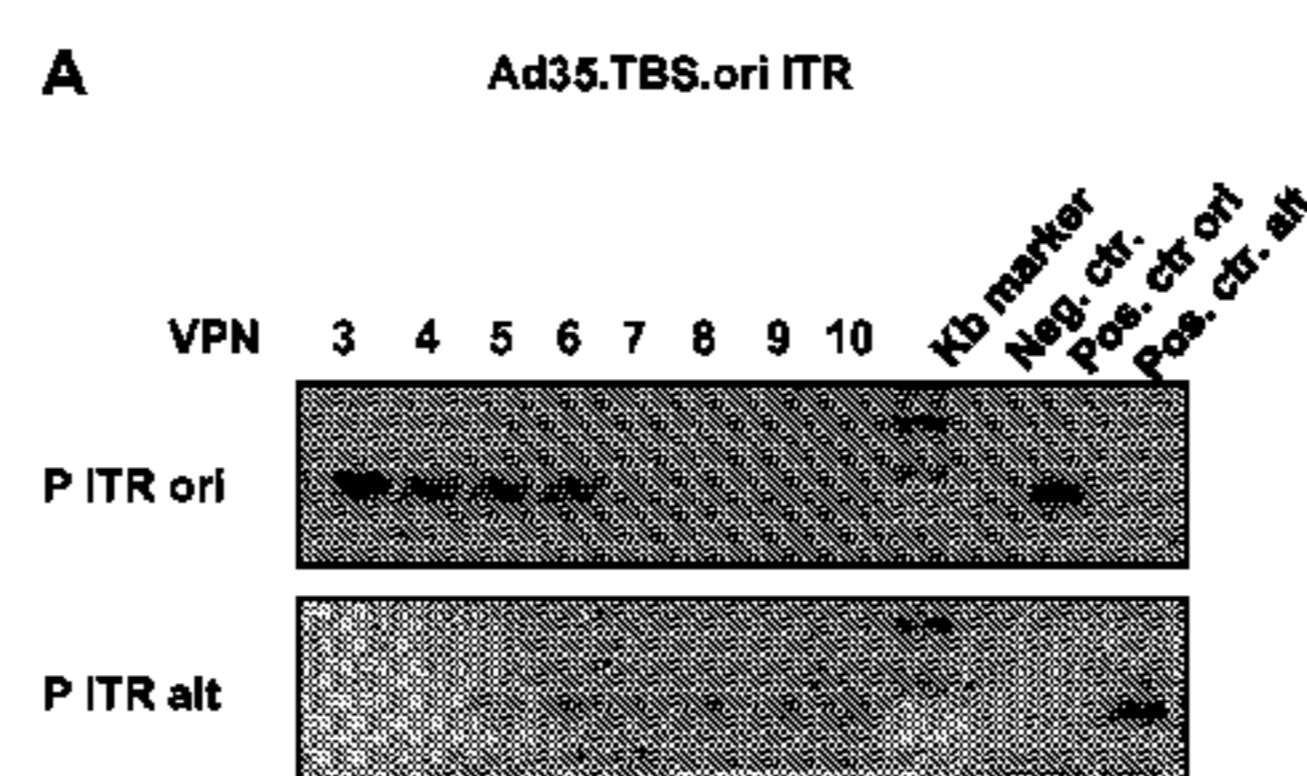 A
Ad35.TBS.ori ITR
VPN 3 4 5 6 7 8 9 10 Kb marker Neg. ctr. Pos. ctr ori Pos. ctr. alt
P ITR ori
P ITR alt